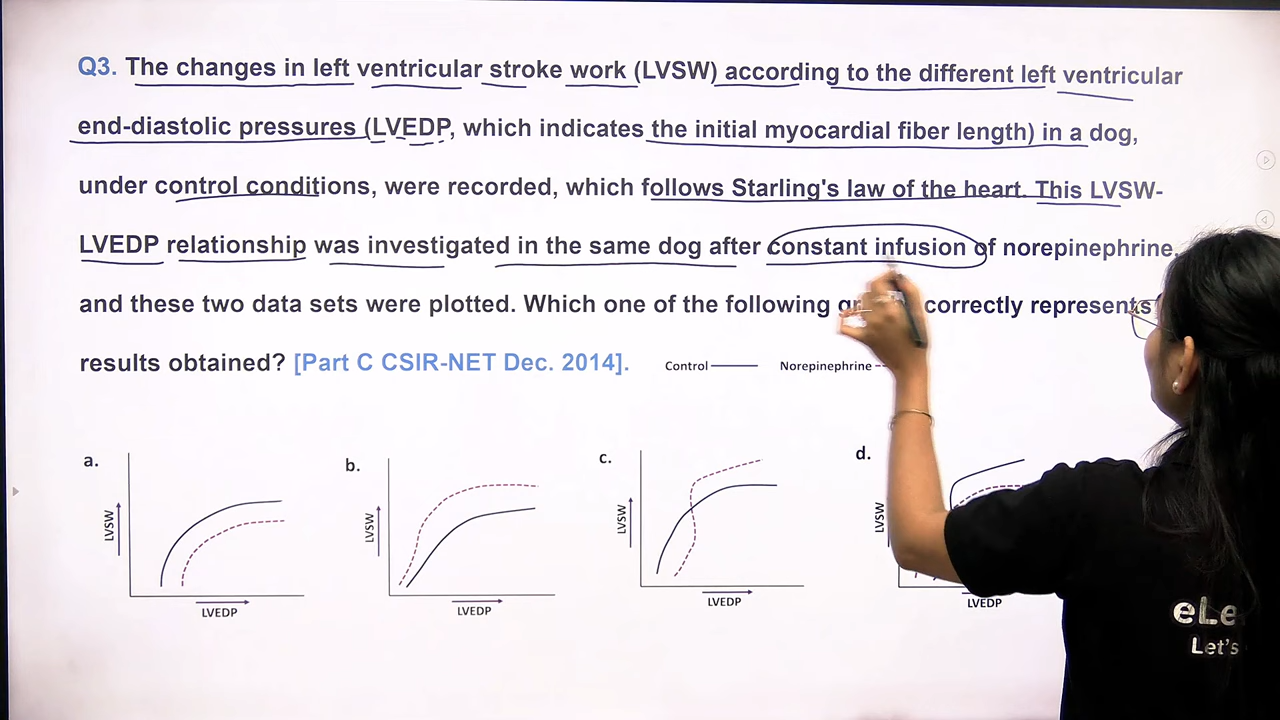 Q3. The changes in left ventricular stroke work (LVSW) according to the different left ventricular
end-diastolic pressures (LVEDP, which indicates the initial myocardial fiber length) in a dog,
under control conditions, were recorded, which follows Starling's law of the heart. This LVSW-
LVEDP relationship was investigated in the same dog after constant infusion of norepinephrine.
and these two data sets were plotted. Which one of the following correctly represents
results obtained? [Part C CSIR-NET Dec. 2014].
Control Norepinephrine
a. b. c. d.
LVSW LVSW LVSW LVSW
LVEDP LVEDP LVEDP LVEDP
Let's